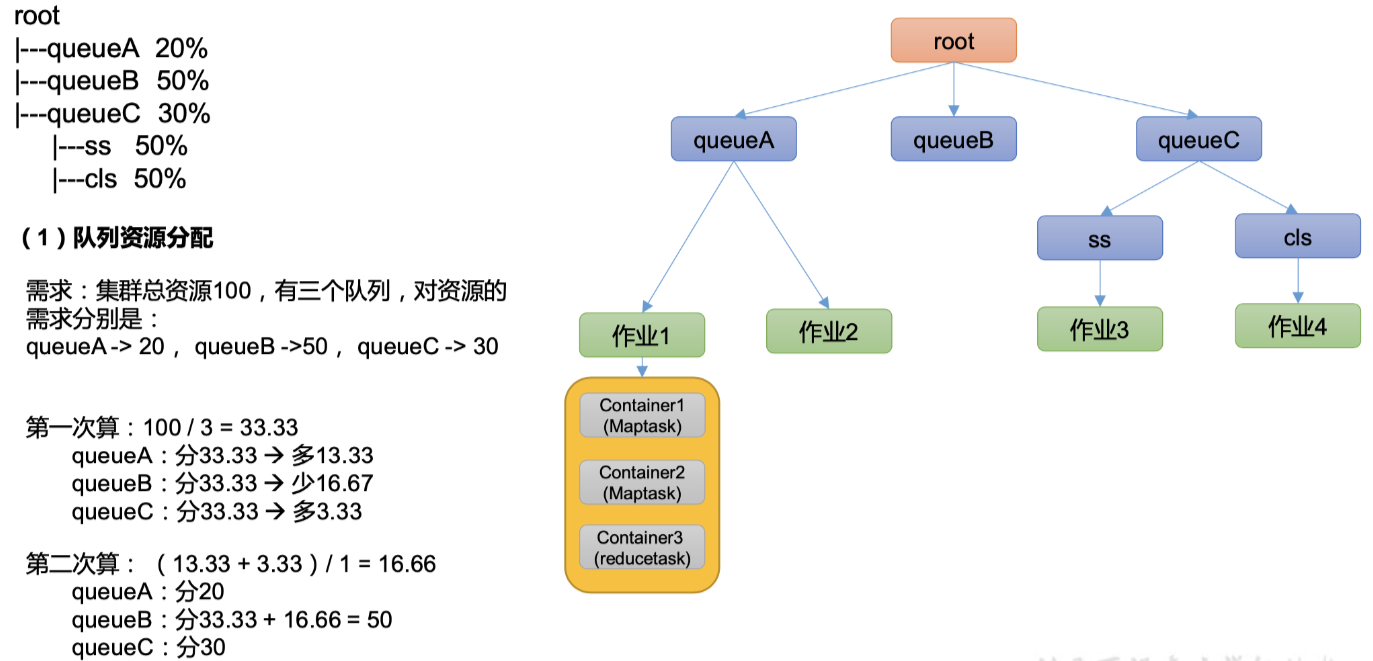 root
|---queueA 20%
|---queueB 50%
|---queueC 30%
|---ss 50%
|---cls 50%
（1）队列资源分配
需求：集群总资源100，有三个队列，对资源的
需求分别是：
queueA -> 20 ， queueB ->50 ， queueC -> 30
第一次算：100 / 3 = 33.33
queueA：分33.33 → 多13.33
queueB：分33.33 → 少16.67
queueC：分33.33 → 多3.33
第二次算： （13.33 + 3.33）/ 1 = 16.66
queueA：分20
queueB：分33.33 + 16.66 = 50
queueC：分30
root
queueA
queueB
queueC
ss
cls
作业1
作业2
作业3
作业4
Container1
(Maptask)
Container2
(Maptask)
Container3
(reducetask)